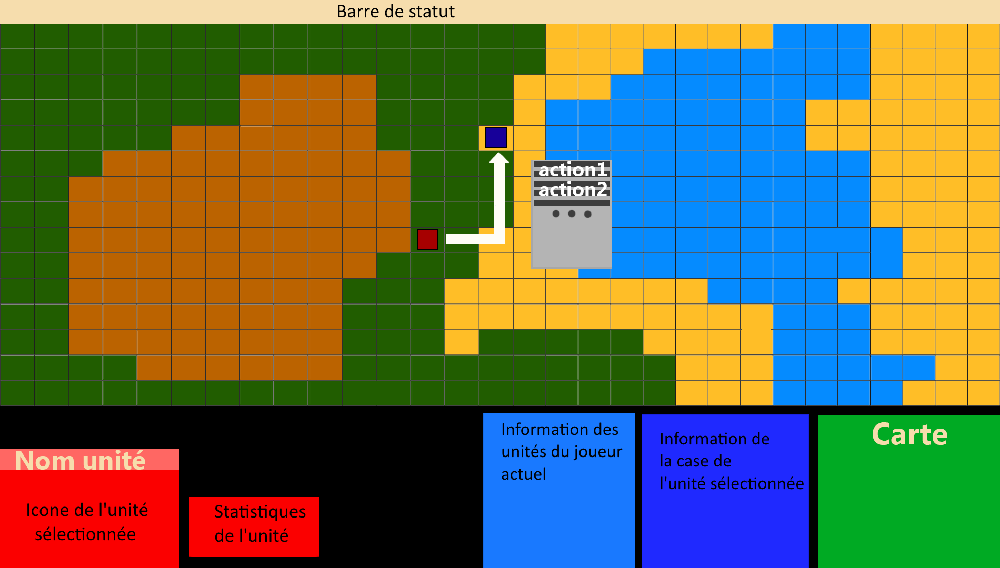 Barre de statut
action1
action2
Nom unité
Icone de l'unité
sélectionnée
Statistiques
de l'unité
Information des
unités du joueur
actuel
Information de
la case de
l'unité sélectionnée
Carte